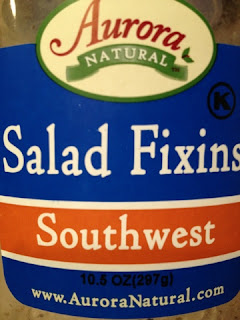 Aurora
NATURAL
K
Salad Fixins
Southwest
10.5 OZ(297g)
www.AuroraNatural.com